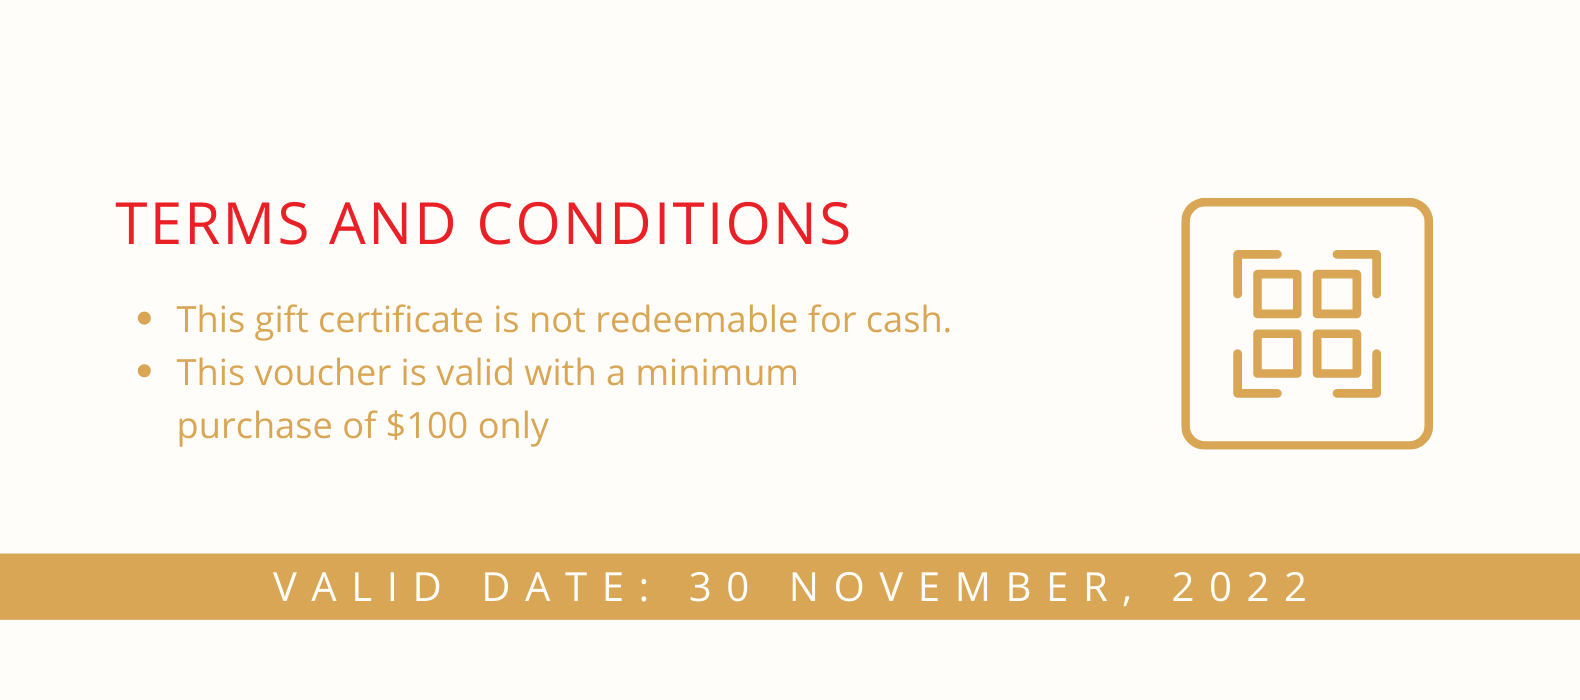 TERMS AND CONDITIONS
• This gift certificate is not redeemable for cash.
• This voucher is valid with a minimum
purchase of $100 only
VALID DATE: 30 NOVEMBER, 2022